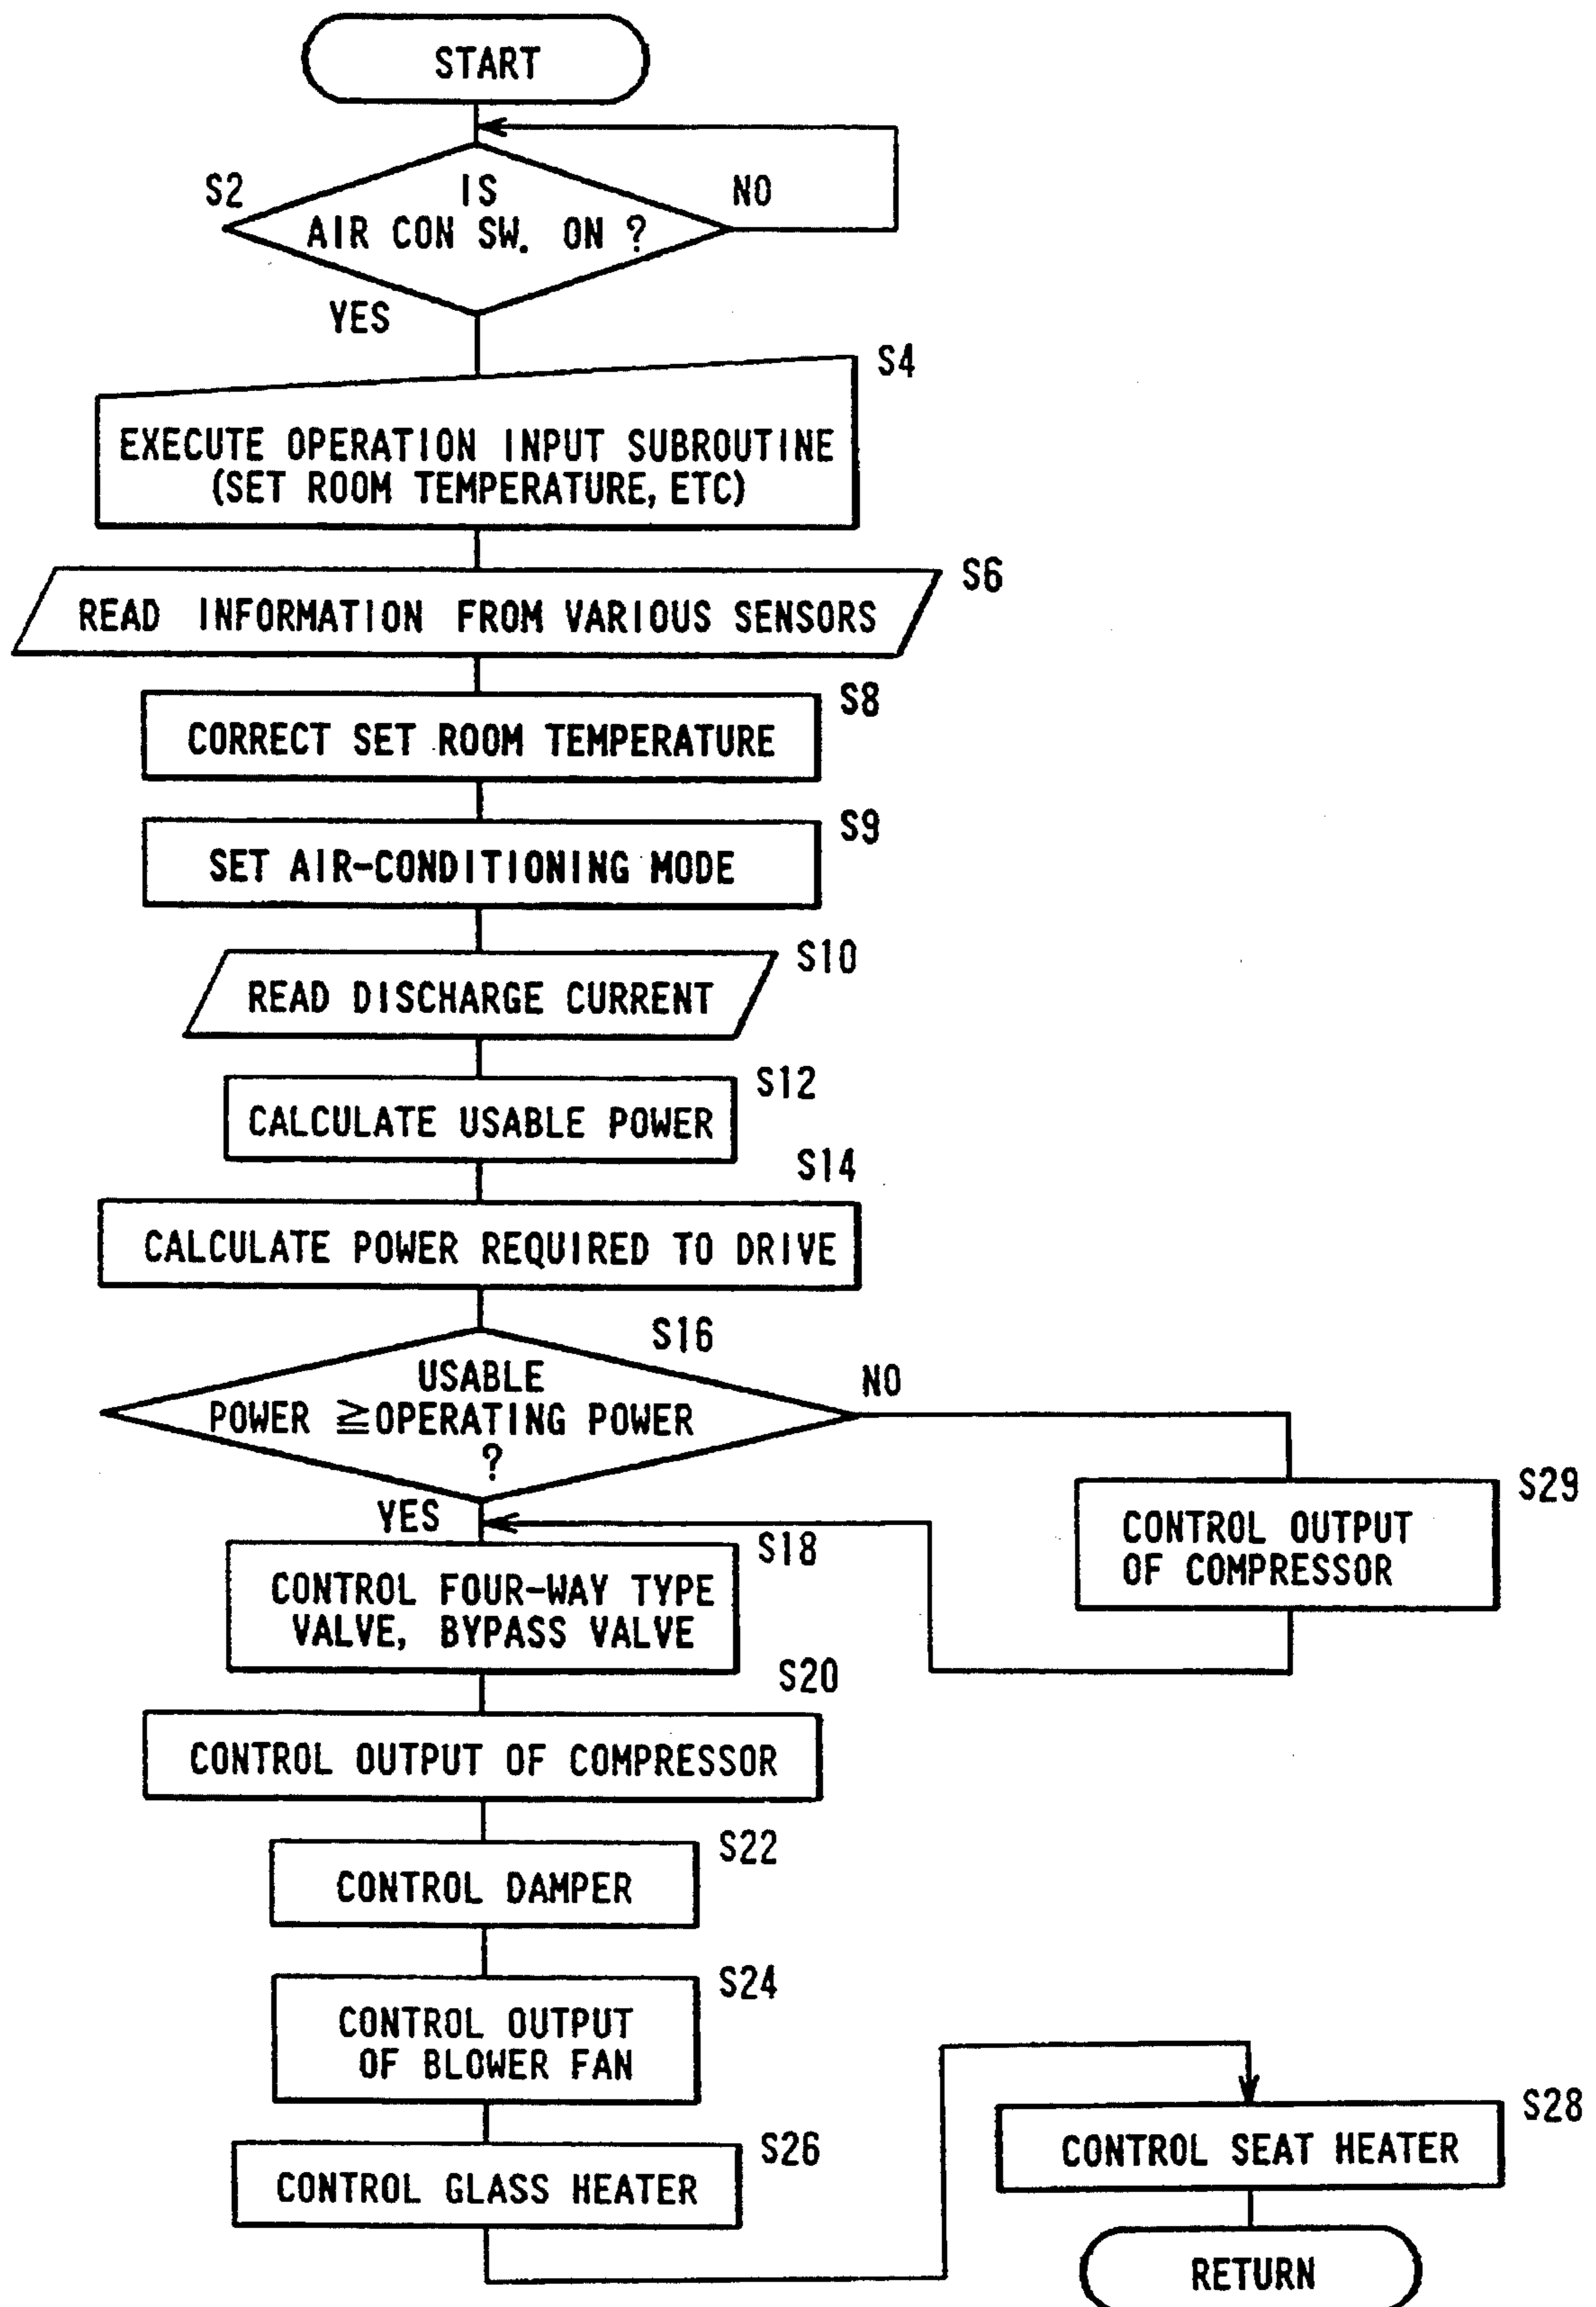 START
S2
IS
AIR CON SW. ON ?
NO
YES
S4
EXECUTE OPERATION INPUT SUBROUTINE
(SET ROOM TEMPERATURE, ETC)
S6
READ INFORMATION FROM VARIOUS SENSORS
S8
CORRECT SET ROOM TEMPERATURE
S9
SET AIR-CONDITIONING MODE
S10
READ DISCHARGE CURRENT
S12
CALCULATE USABLE POWER
S14
CALCULATE POWER REQUIRED TO DRIVE
S16
USABLE
POWER ≧OPERATING POWER
?
NO
YES
S29
CONTROL OUTPUT
OF COMPRESSOR
S18
CONTROL FOUR-WAY TYPE
VALVE, BYPASS VALVE
S20
CONTROL OUTPUT OF COMPRESSOR
S22
CONTROL DAMPER
S24
CONTROL OUTPUT
OF BLOWER FAN
S26
CONTROL GLASS HEATER
S28
CONTROL SEAT HEATER
RETURN